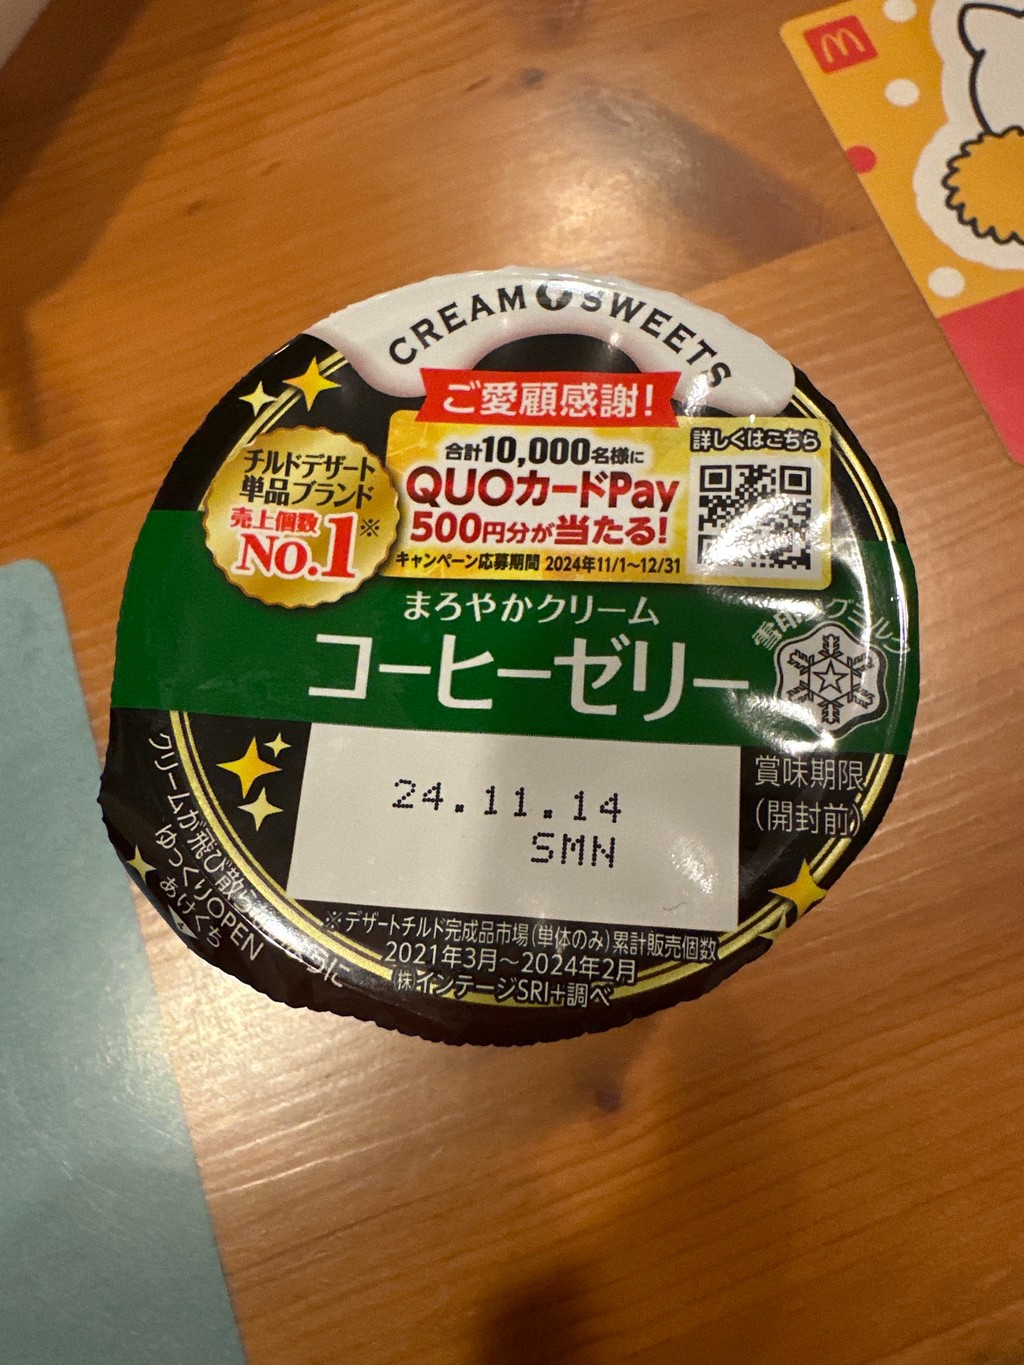 CREAM SWEETS
ご愛顧感謝!
チルドデザート
単品ブランド
売上個数
No.1※
合計10,000名様に
QUOカードPay
500円分が当たる!
キャンペーン応募期間 2024年11/1〜12/31
詳しくはこちら
まろやかクリーム
コーヒーゼリー
24.11.14
SMN
賞味期限
(開封前)
クリームが飛び散
ゆっくりOPEN
あけくち
※デザートチルド完成品市場(単体のみ)累計販売個数
2021年3月〜2024年2月
(株)インテージSRI+調べ